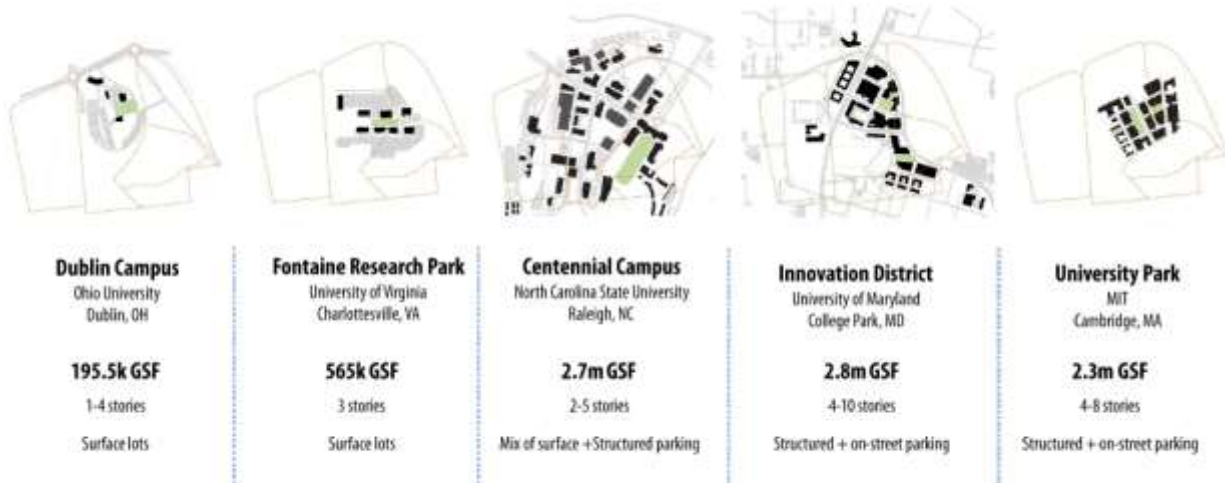 Dublin Campus
Ohio University
Dublin, OH
195.5k GSF
1-4 stories
Surface lots
Fontaine Research Park
University of Virginia
Charlottesville, VA
565k GSF
3 stories
Surface lots
Centennial Campus
North Carolina State University
Raleigh, NC
2.7m GSF
2-5 stories
Mix of surface +Structured parking
Innovation District
University of Maryland
College Park, MD
2.8m GSF
4-10 stories
Structured + on-street parking
University Park
MIT
Cambridge, MA
2.3m GSF
4-8 stories
Structured + on-street parking